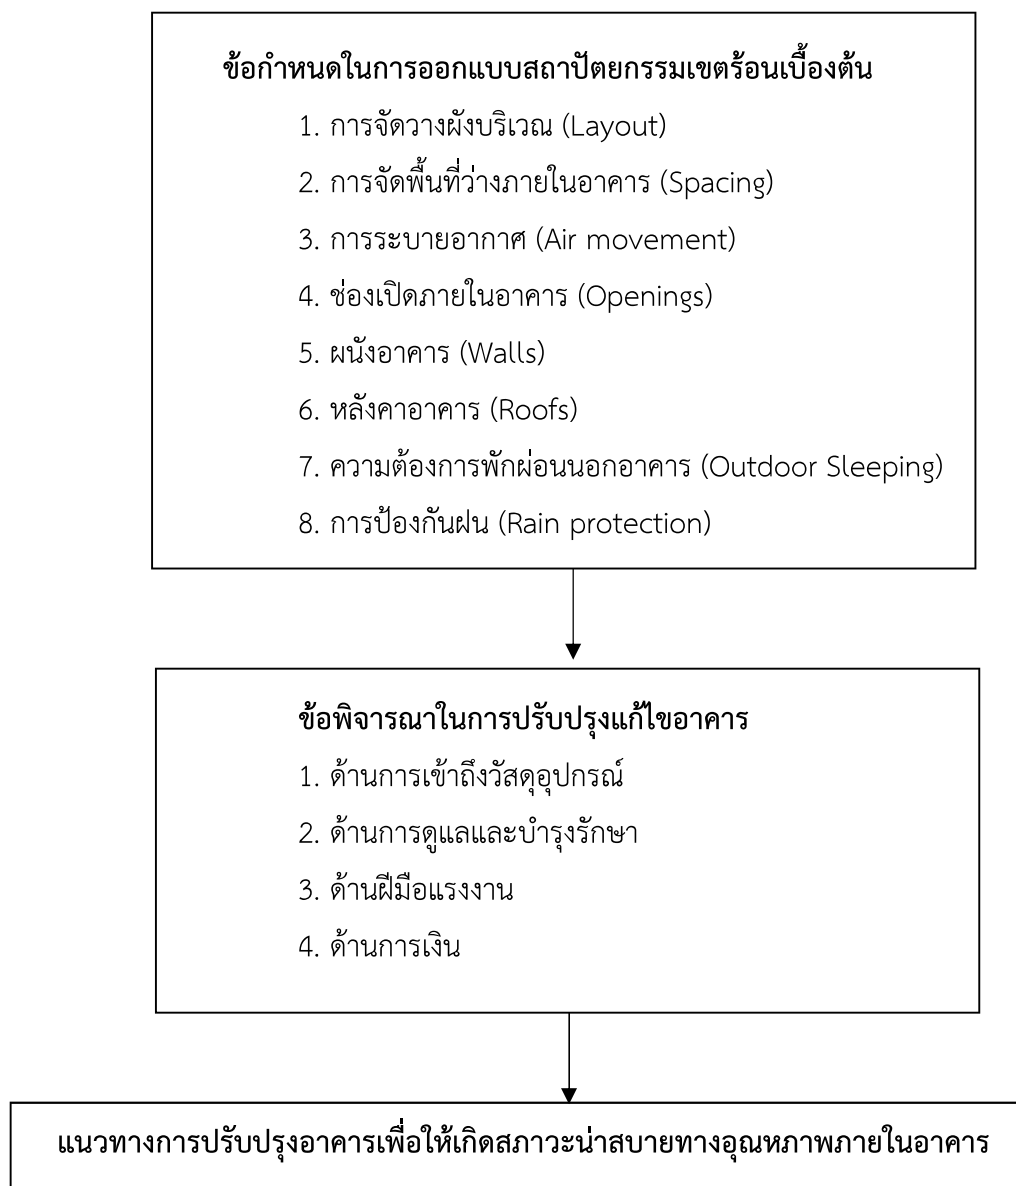 ข้อกำหนดในการออกแบบสถาปัตยกรรมเขตร้อนเบื้องต้น
1. การจัดวางผังบริเวณ (Layout)
2. การจัดพื้นที่ว่างภายในอาคาร (Spacing)
3. การระบายอากาศ (Air movement)
4. ช่องเปิดภายในอาคาร (Openings)
5. ผนังอาคาร (Walls)
6. หลังคาอาคาร (Roofs)
7. ความต้องการพักผ่อนนอกอาคาร (Outdoor Sleeping)
8. การป้องกันฝน (Rain protection)
ข้อพิจารณาในการปรับปรุงแก้ไขอาคาร
1. ด้านการเข้าถึงวัสดุอุปกรณ์
2. ด้านการดูแลและบำรุงรักษา
3. ด้านฝีมือแรงงาน
4. ด้านการเงิน
แนวทางการปรับปรุงอาคารเพื่อให้เกิดสภาวะน่าสบายทางอุณหภาพภายในอาคาร